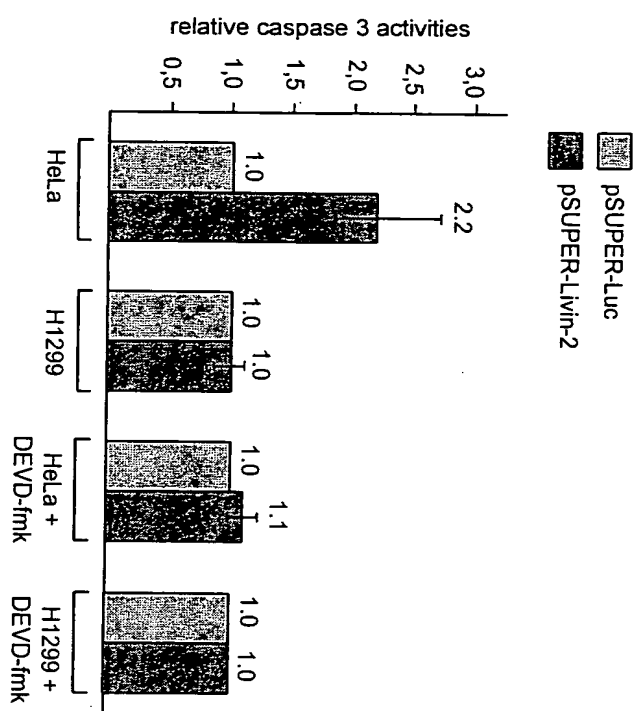 relative caspase 3 activities
3,0
2,5
2,0
1,5
1,0
0,5
pSUPER-Luc
pSUPER-Livin-2
1.0
2.2
1.0
1.0
1.0
1.1
1.0
1.0
HeLa
H1299
HeLa +
DEVD-fmk
H1299 +
DEVD-fmk